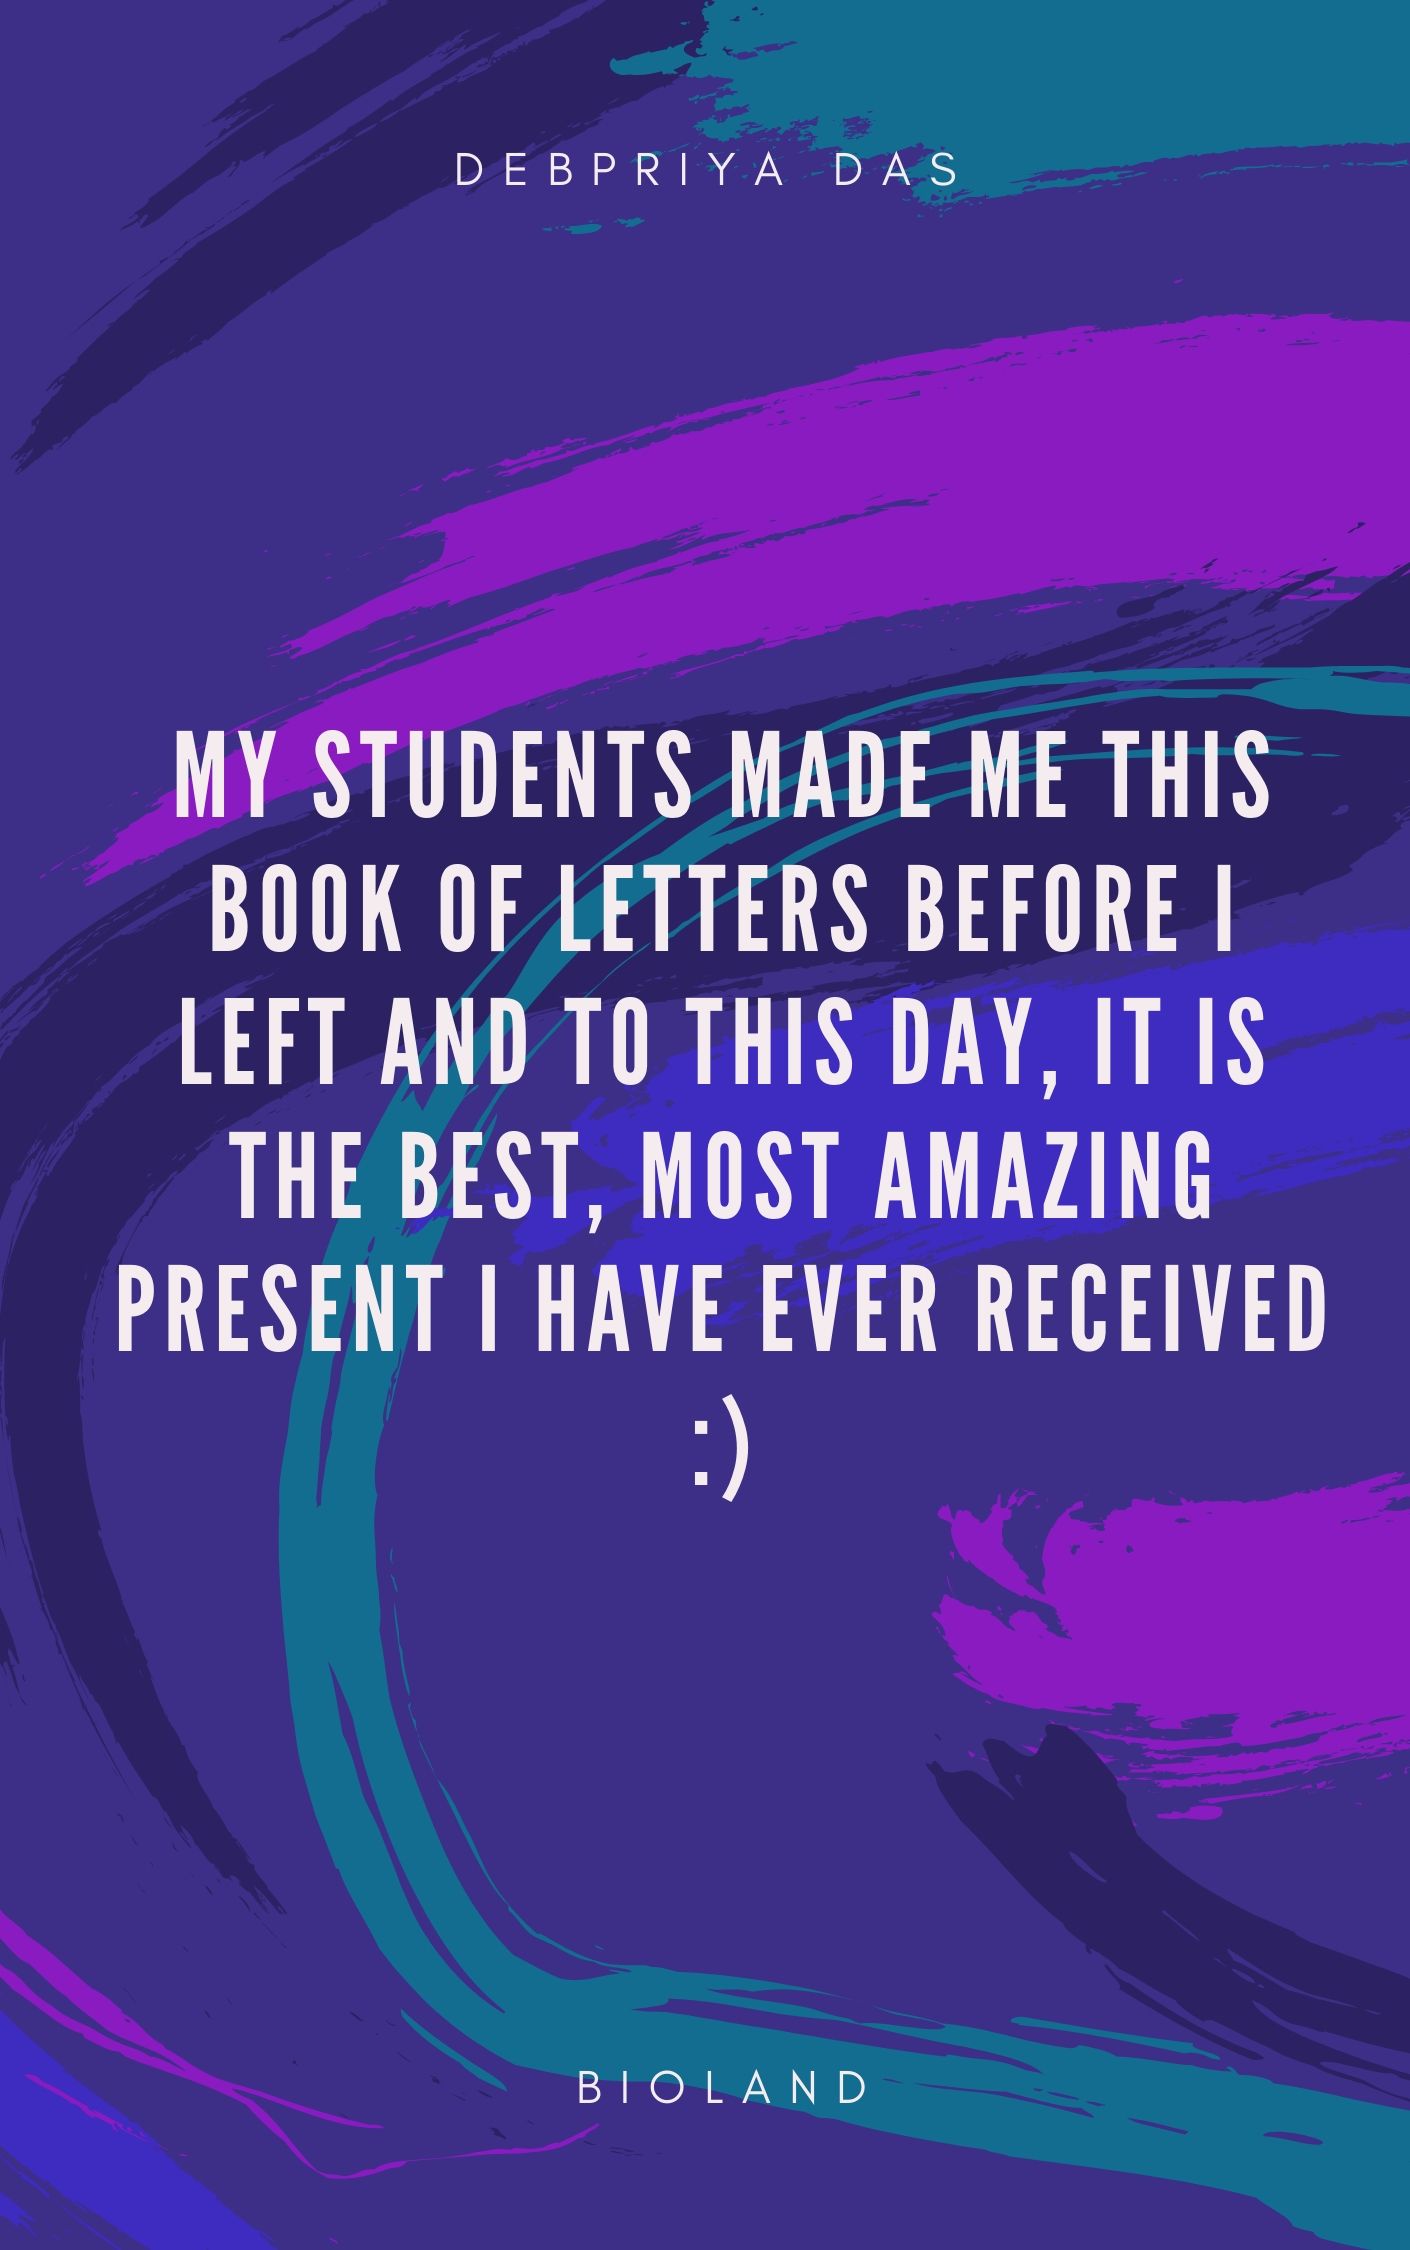 DEBPRIYA DAS
MY STUDENTS MADE ME THIS
BOOK OF LETTERS BEFORE I
LEFT AND TO THIS DAY, IT IS
THE BEST, MOST AMAZING
PRESENT I HAVE EVER RECEIVED
:)
BIOLAND